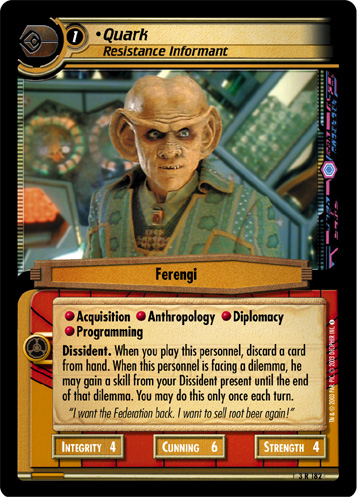 1
•Quark
Resistance Informant
Ferengi
•Acquisition •Anthropology •Diplomacy
•Programming
Dissident. When you play this personnel, discard a card
from hand. When this personnel is facing a dilemma, he
may gain a skill from your Dissident present until the end
of that dilemma. You may do this only once each turn.
"I want the Federation back. I want to sell root beer again!"
INTEGRITY 4 CUNNING 6 STRENGTH 4
3 R 182